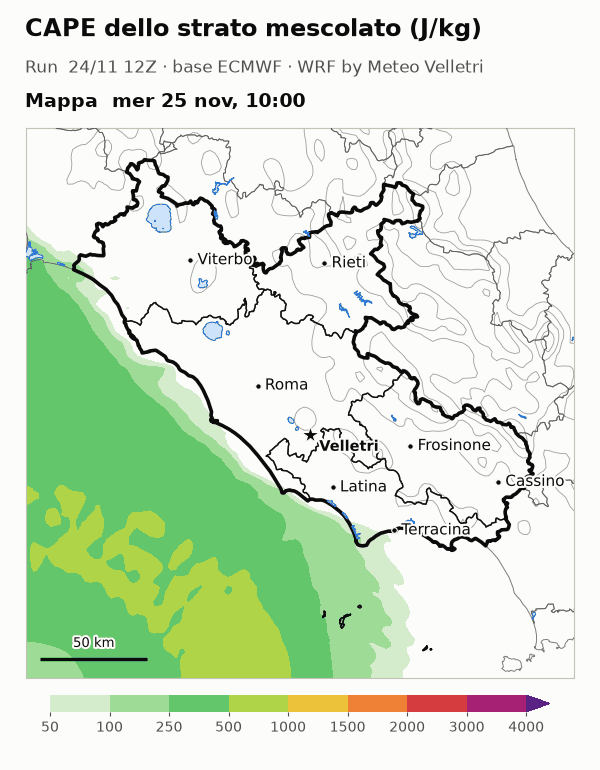 CAPE dello strato mescolato (J/kg)
Run  24/11 12Z · base ECMWF · WRF by Meteo Velletri
Mappa  mer 25 nov, 10:00
Viterbo
Rieti
Roma
Velletri
Frosinone
Cassino
Latina
Terracina
50 km
50 100 250 500 1000 1500 2000 3000 4000